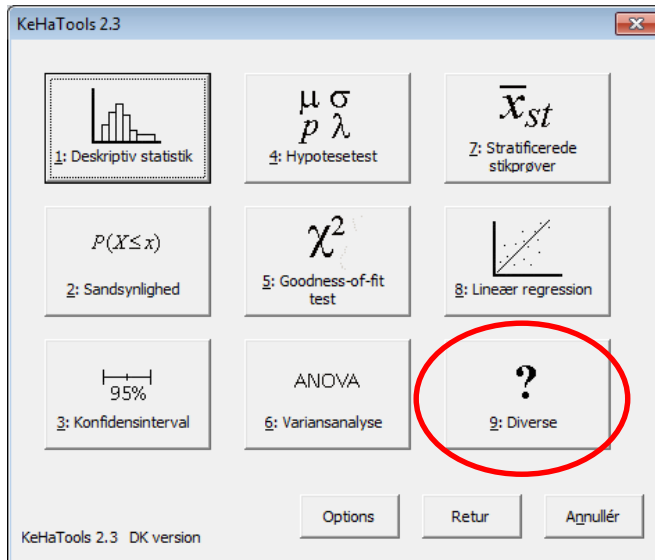 KeHaTools 2.3
1: Deskriptiv statistik
μ σ
p λ
4: Hypotesetest
x̅st
7: Stratificerede
stikprøver
P(X≤x)
2: Sandsynlighed
χ²
5: Goodness-of-fit
test
8: Lineær regression
95%
3: Konfidensinterval
ANOVA
6: Variansanalyse
?
9: Diverse
Options
Retur
Annullér
KeHaTools 2.3 DK version